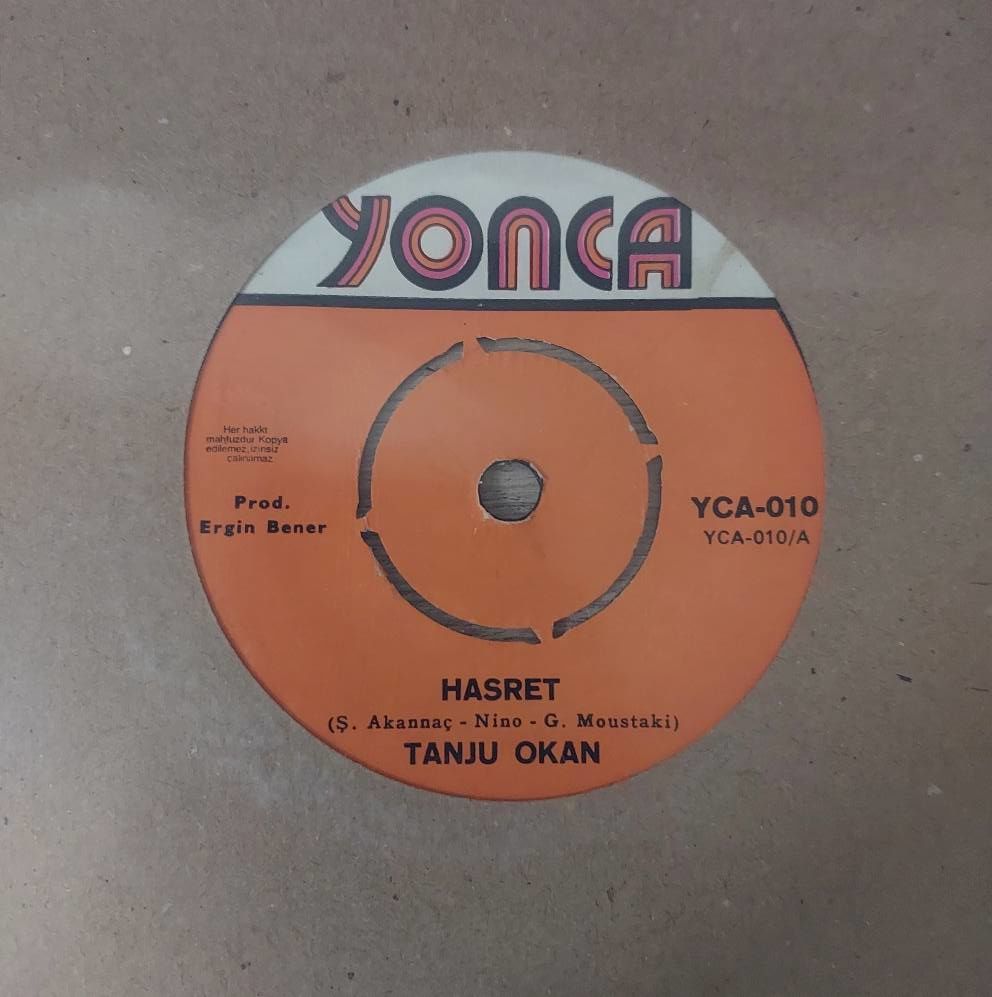 YONCA
Her hakkı
mahfuzdur Kopya
edilemez, izinsiz
çalınamaz.
Prod.
Ergin Bener
YCA-010
YCA-010/A
HASRET
(Ş. Akannaç - Nino - G. Moustaki)
TANJU OKAN